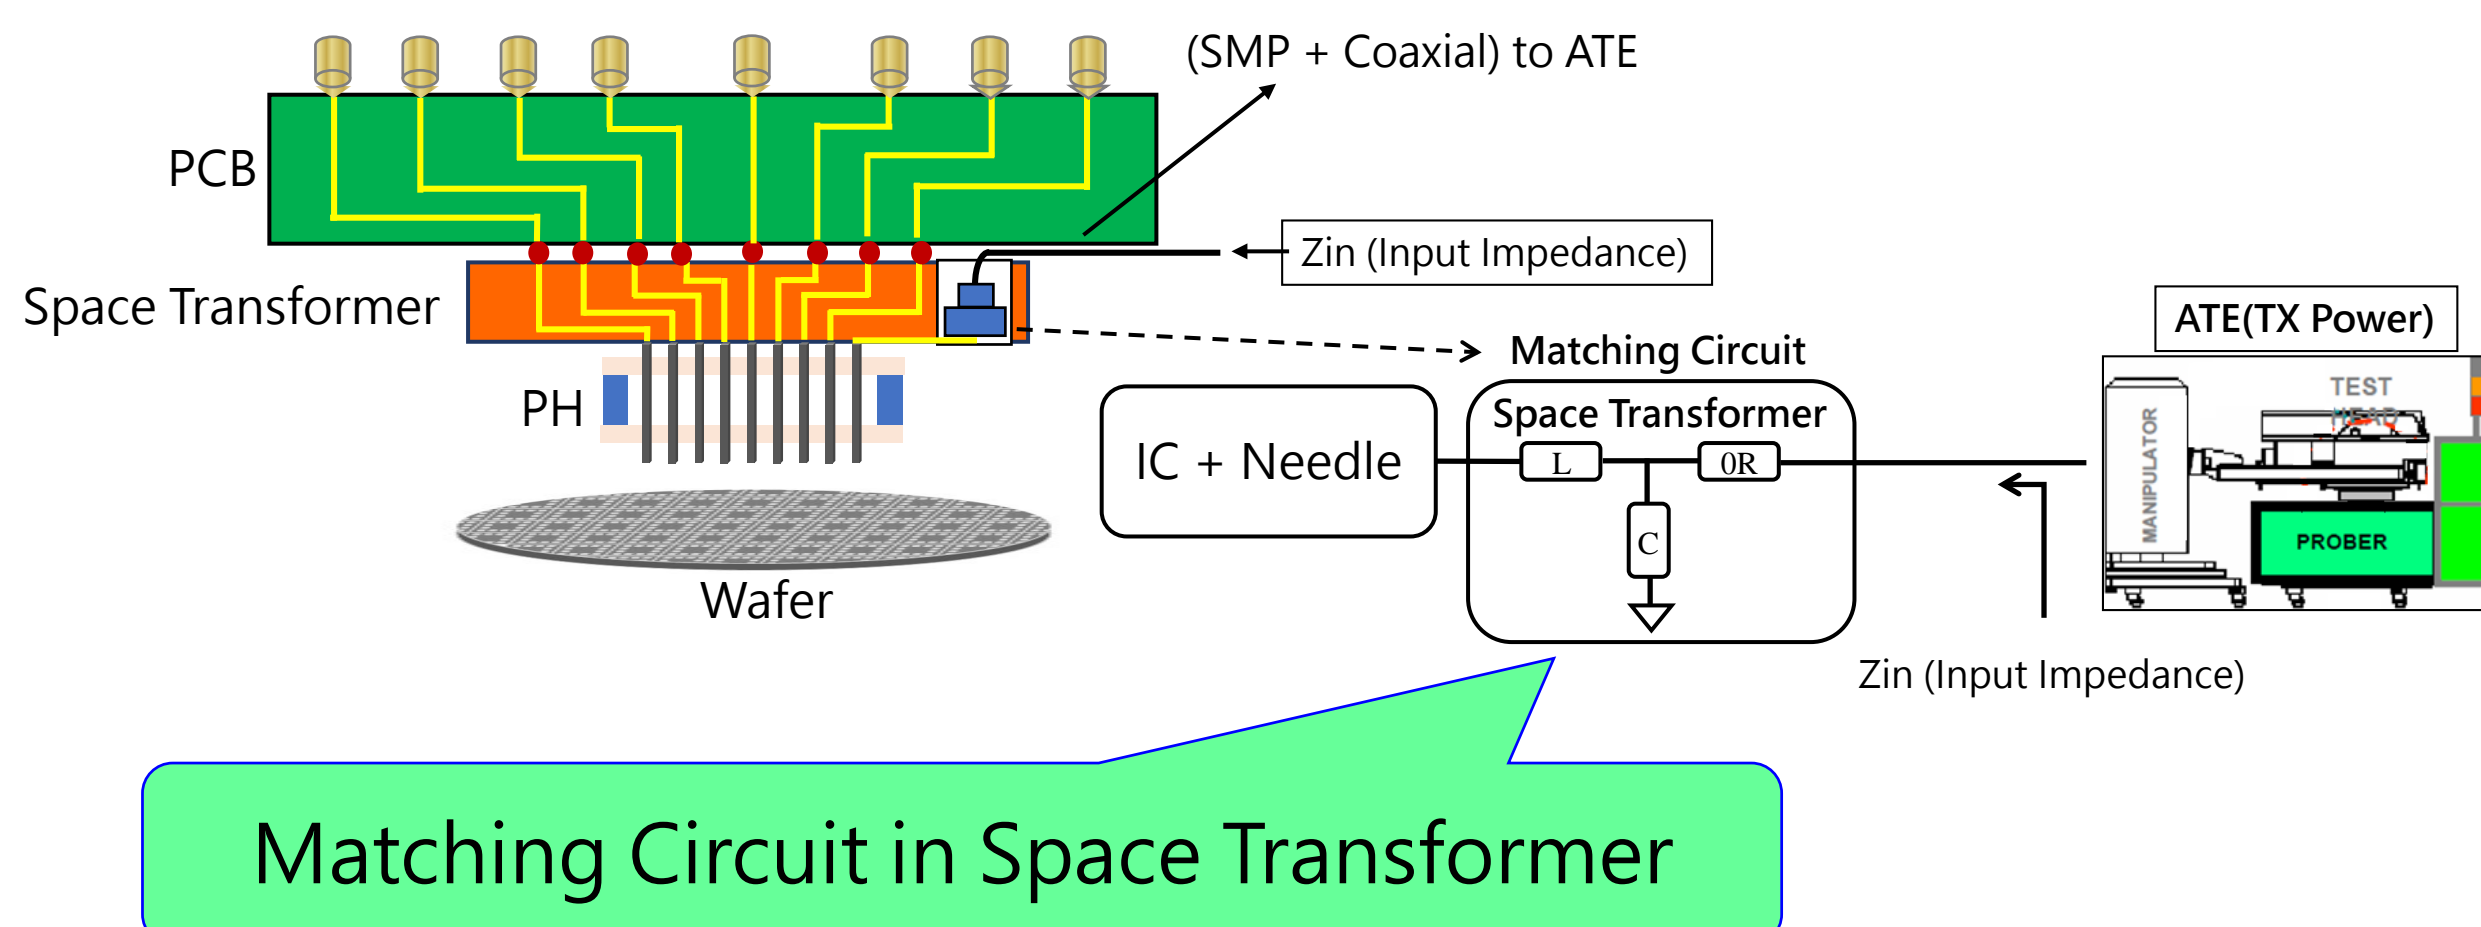 (SMP + Coaxial) to ATE
PCB
Zin (Input Impedance)
Space Transformer
ATE(TX Power)
Matching Circuit
Space Transformer
TEST
HEAD
MANIPULATOR
PH
IC + Needle
L
0R
C
PROBER
Wafer
Zin (Input Impedance)
Matching Circuit in Space Transformer